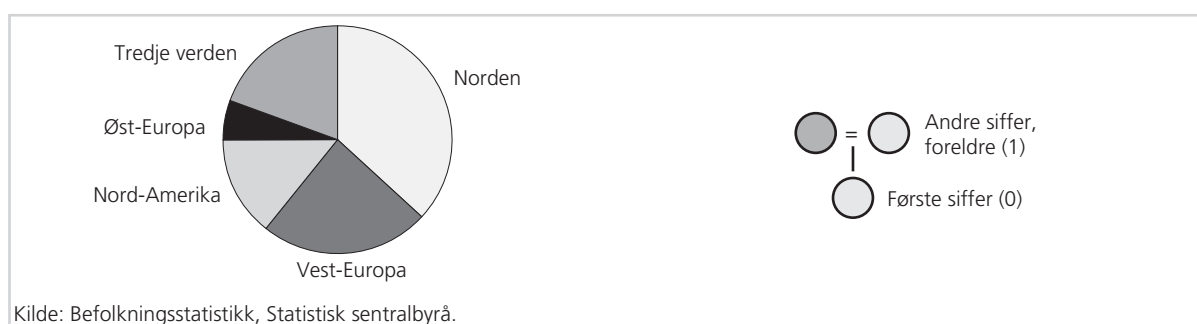 Tredje verden
Norden
Øst-Europa
Nord-Amerika
Vest-Europa
=
Andre siffer,
foreldre (1)
Første siffer (0)
Kilde: Befolkningsstatistikk, Statistisk sentralbyrå.